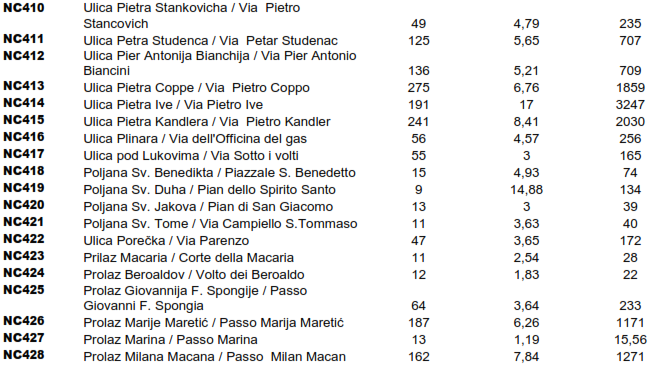 NC410 Ulica Pietra Stankovicha / Via  Pietro
Stancovich 49 4,79 235
NC411 Ulica Petra Studenca / Via  Petar Studenac 125 5,65 707
NC412 Ulica Pier Antonija Bianchija / Via Pier Antonio
Biancini 136 5,21 709
NC413 Ulica Pietra Coppe / Via  Pietro Coppo 275 6,76 1859
NC414 Ulica Pietra Ive / Via Pietro Ive 191 17 3247
NC415 Ulica Pietra Kandlera / Via  Pietro Kandler 241 8,41 2030
NC416 Ulica Plinara / Via dell'Officina del gas 56 4,57 256
NC417 Ulica pod Lukovima / Via Sotto i volti 55 3 165
NC418 Poljana Sv. Benedikta / Piazzale S. Benedetto 15 4,93 74
NC419 Poljana Sv. Duha / Pian dello Spirito Santo 9 14,88 134
NC420 Poljana Sv. Jakova / Pian di San Giacomo 13 3 39
NC421 Poljana Sv. Tome / Via Campiello S.Tommaso 11 3,63 40
NC422 Ulica Porečka / Via Parenzo 47 3,65 172
NC423 Prilaz Macaria / Corte della Macaria 11 2,54 28
NC424 Prolaz Beroaldov / Volto dei Beroaldo 12 1,83 22
NC425 Prolaz Giovannija F. Spongije / Passo
Giovanni F. Spongia 64 3,64 233
NC426 Prolaz Marije Maretić / Passo Marija Maretić 187 6,26 1171
NC427 Prolaz Marina / Passo Marina 13 1,19 15,56
NC428 Prolaz Milana Macana / Passo  Milan Macan 162 7,84 1271